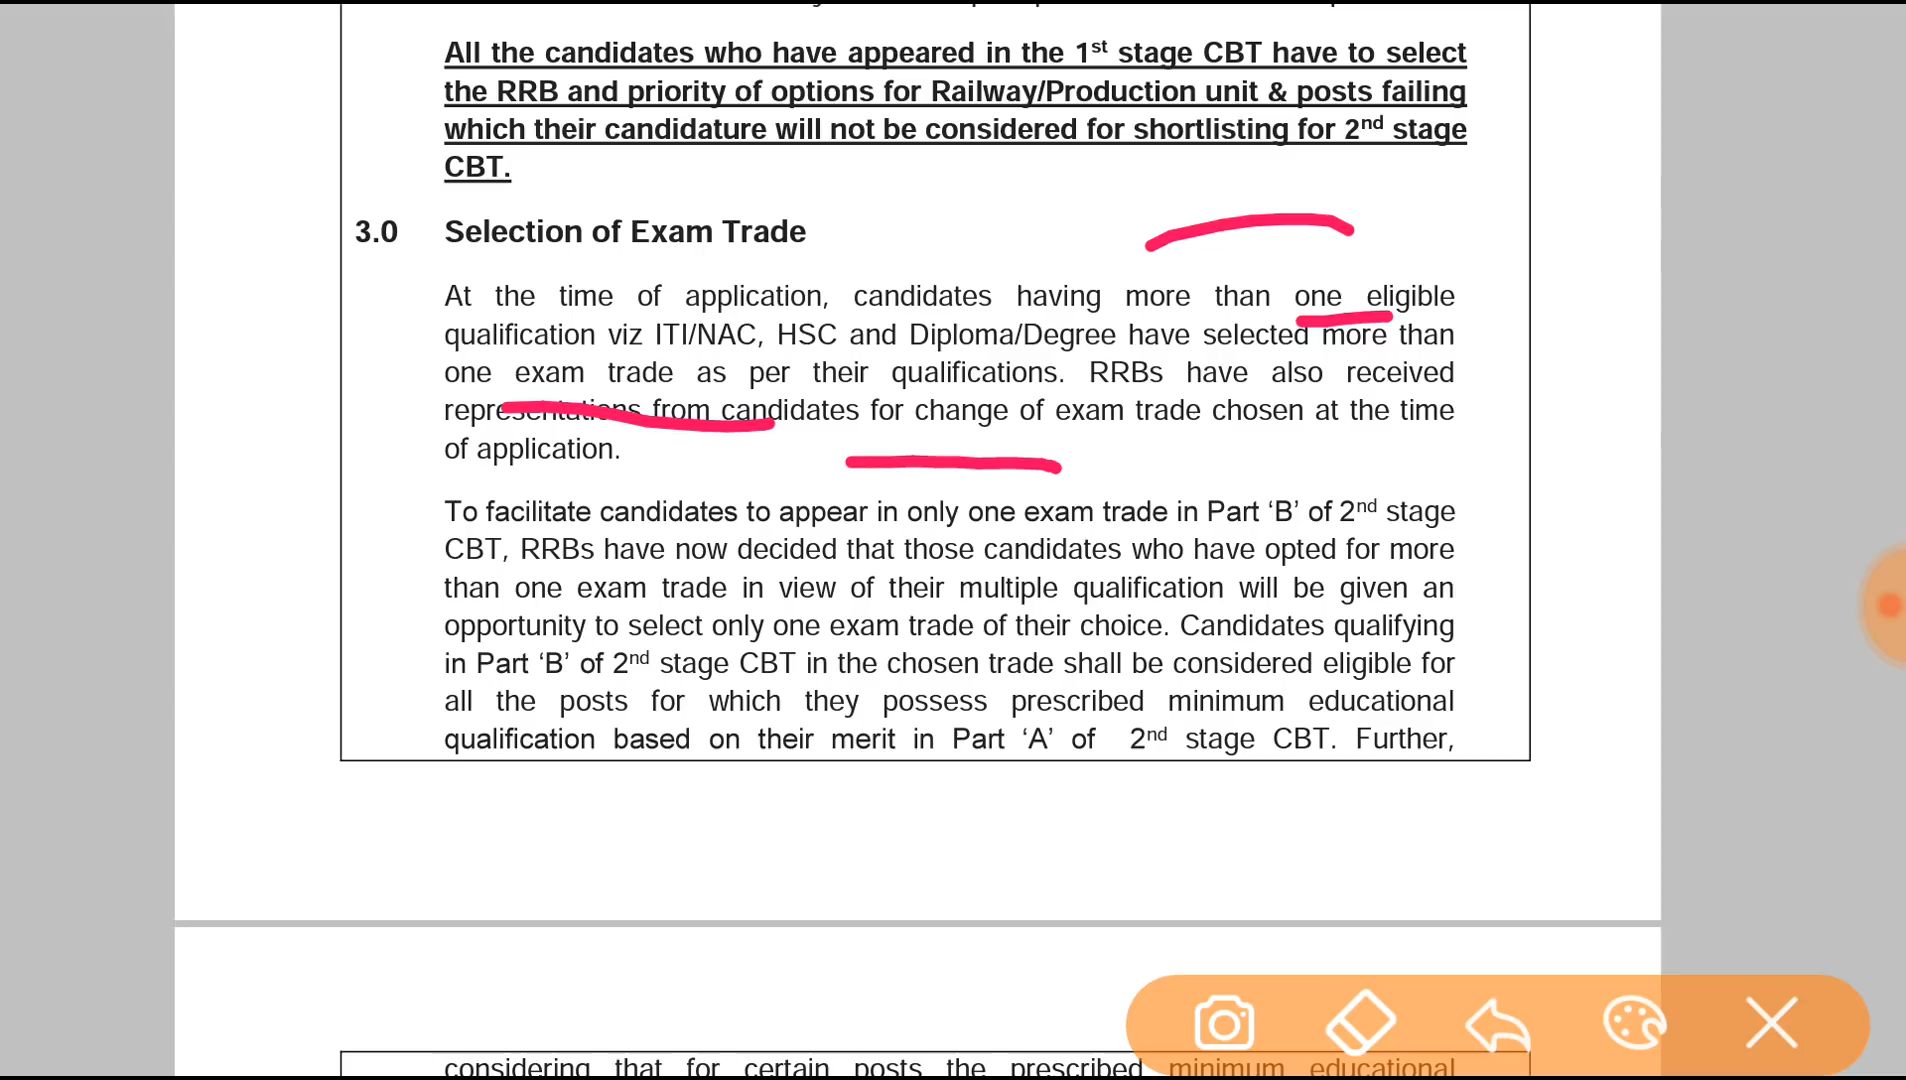 All the candidates who have appeared in the 1st stage CBT have to select
the RRB and priority of options for Railway/Production unit & posts failing
which their candidature will not be considered for shortlisting for 2nd stage
CBT.
3.0 Selection of Exam Trade
At the time of application, candidates having more than one eligible
qualification viz ITI/NAC, HSC and Diploma/Degree have selected more than
one exam trade as per their qualifications. RRBs have also received
representations from candidates for change of exam trade chosen at the time
of application.
To facilitate candidates to appear in only one exam trade in Part ‘B’ of 2nd stage
CBT, RRBs have now decided that those candidates who have opted for more
than one exam trade in view of their multiple qualification will be given an
opportunity to select only one exam trade of their choice. Candidates qualifying
in Part ‘B’ of 2nd stage CBT in the chosen trade shall be considered eligible for
all the posts for which they possess prescribed minimum educational
qualification based on their merit in Part ‘A’ of 2nd stage CBT. Further,
considering that for certain posts the prescribed minimum educational